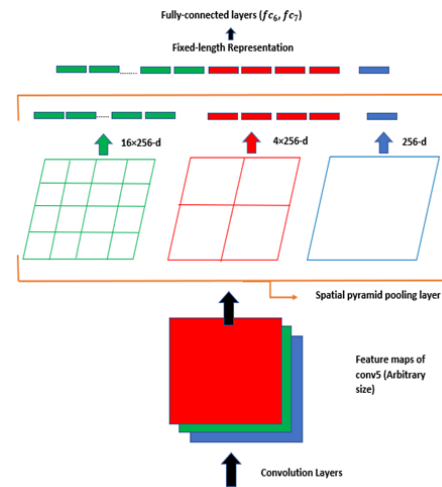 Fully-connected layers (fc₆, fc₇)
Fixed-length Representation
16×256-d
4×256-d
256-d
Spatial pyramid pooling layer
Feature maps of
conv5 (Arbitrary
size)
Convolution Layers